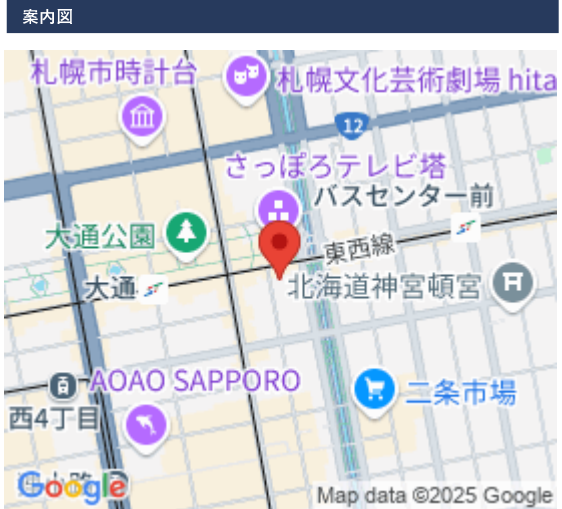 案内図
札幌市時計台
札幌文化芸術劇場 hita
12
さっぽろテレビ塔
バスセンター前
大通公園
東西線
大通
北海道神宮頓宮
AOAO SAPPORO
二条市場
西4丁目
Google
Map data ©2025 Google